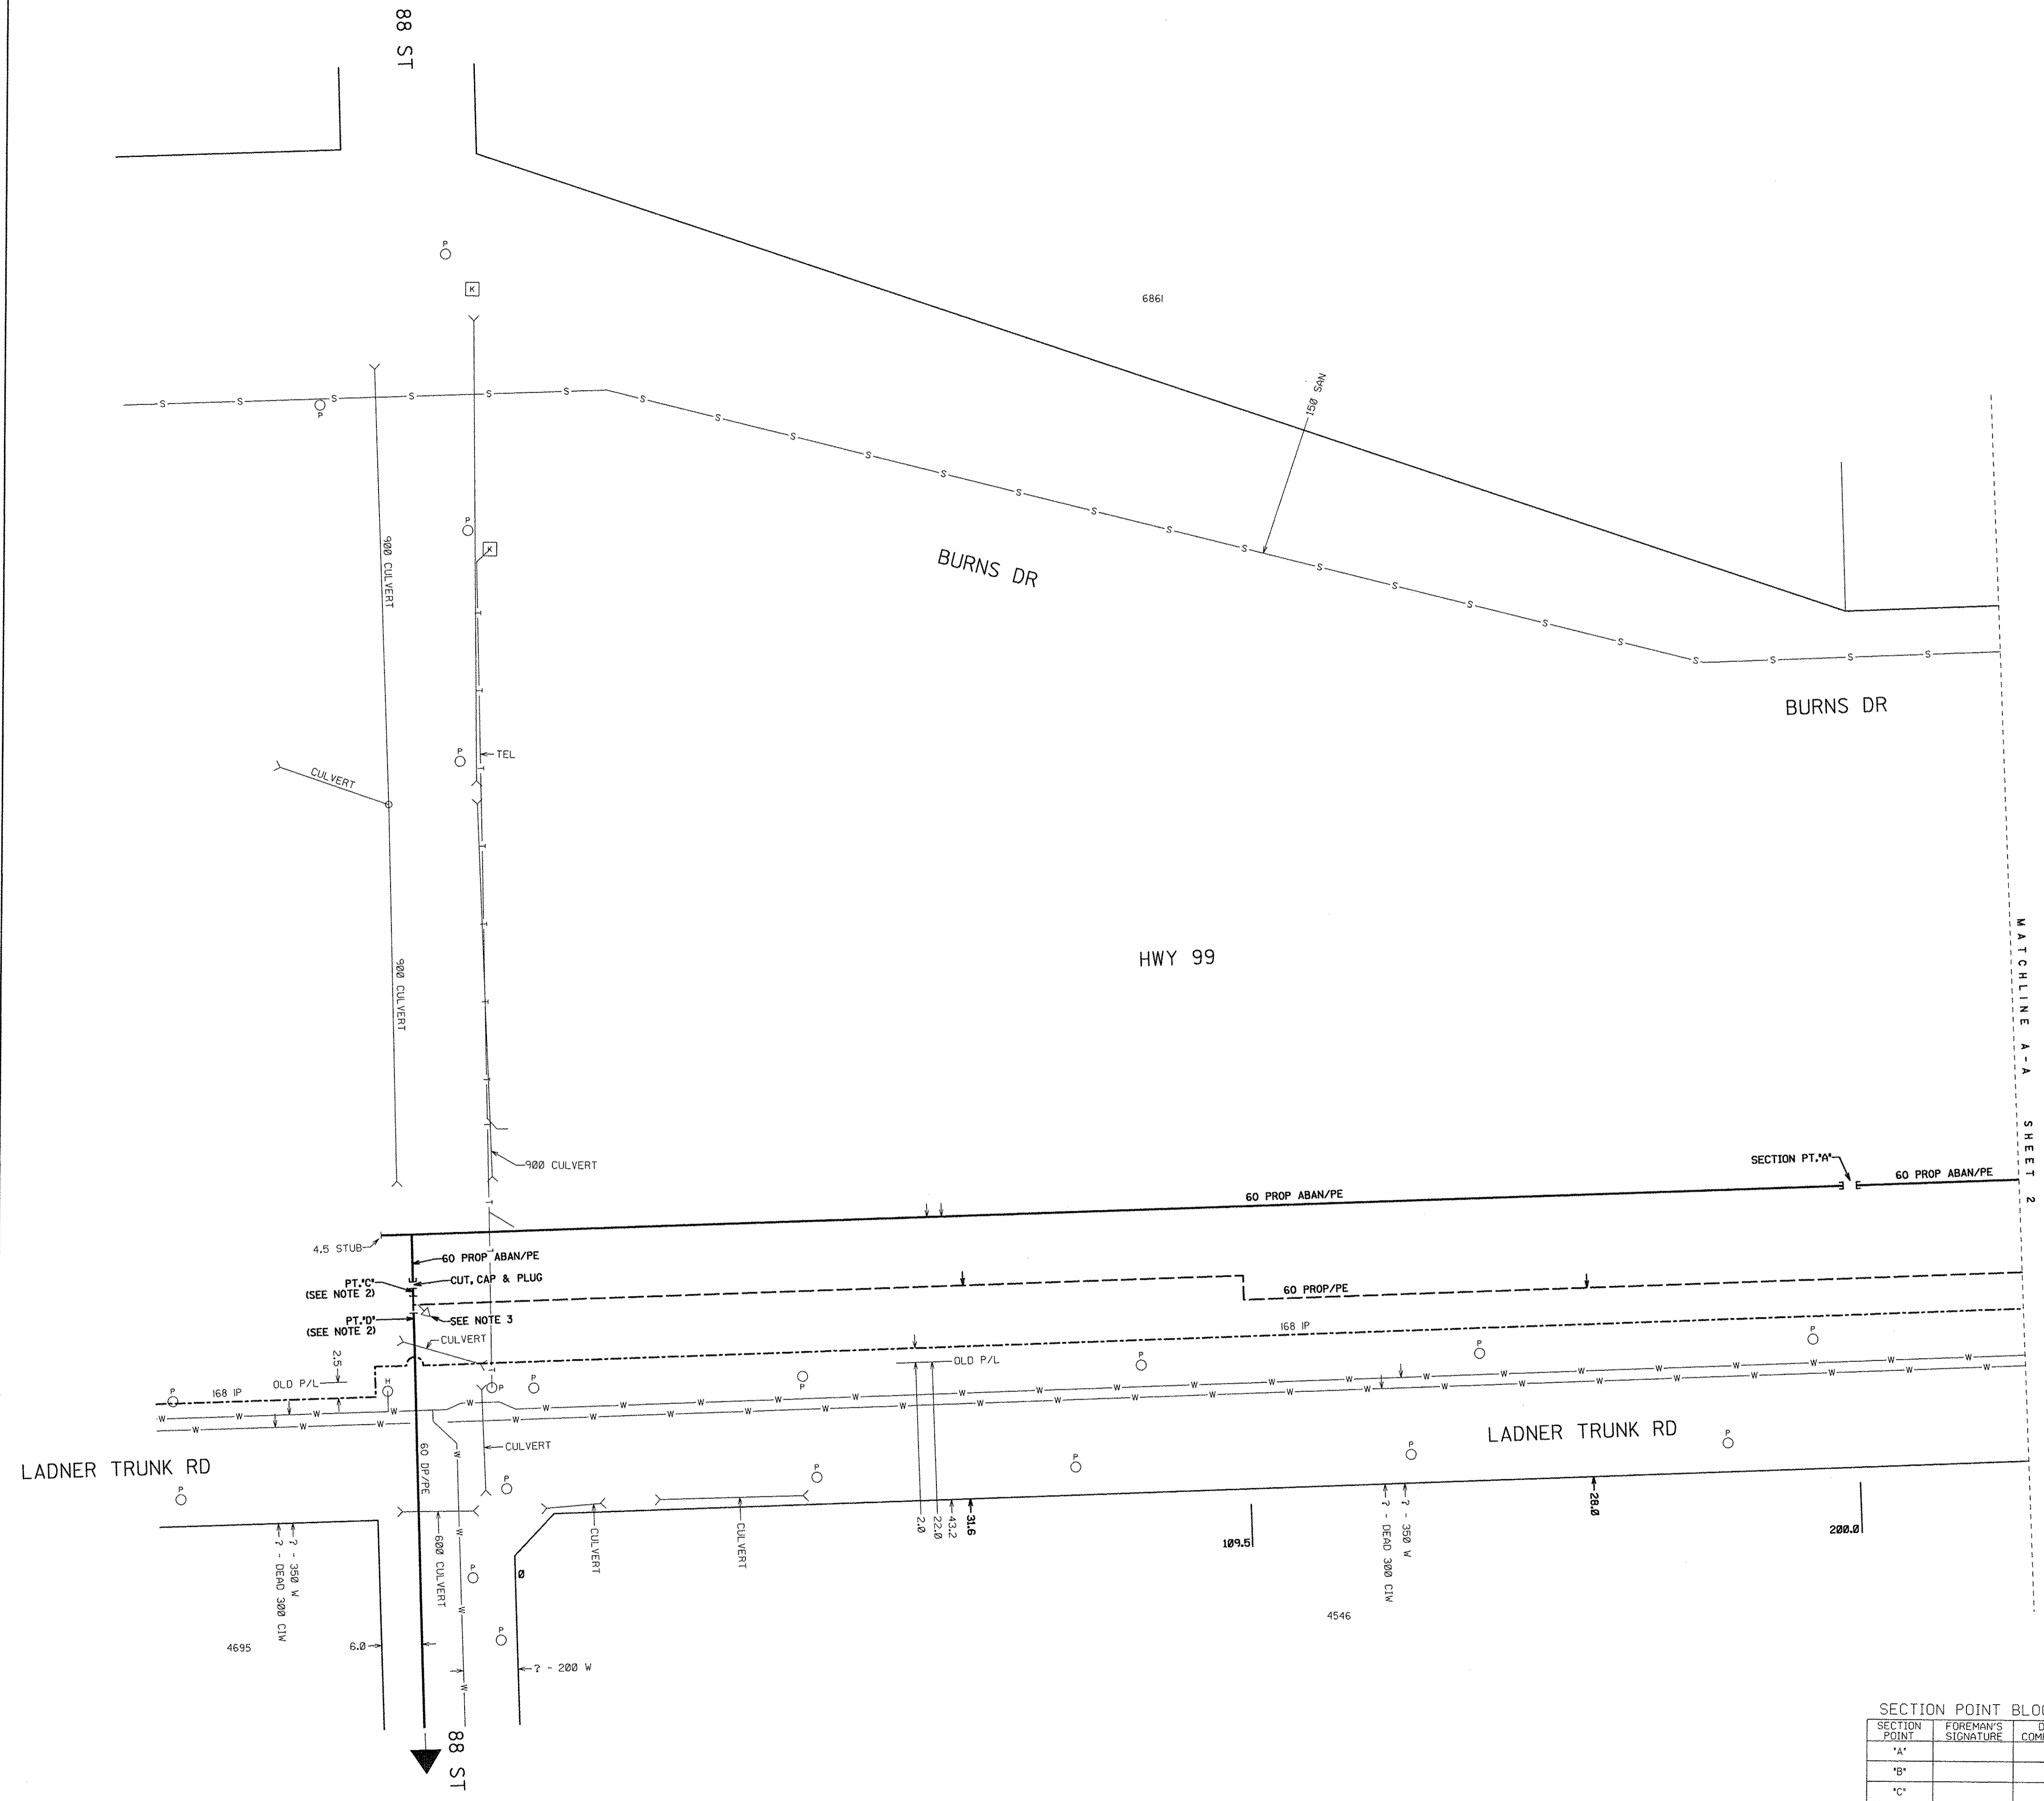 88 ST
P
K
6861
150 SAN
S S S S S S S S S S S S S S S S S S S S S S S S
P
P
K
900 CULVERT
BURNS DR
BURNS DR
P
TEL
CULVERT
HWY 99
900 CULVERT
MATCHLINE A-A SHEET 2
900 CULVERT
SECTION PT."A"
60 PROP ABAN/PE
60 PROP ABAN/PE
4.5 STUB
60 PROP ABAN/PE
CUT, CAP & PLUG
PT."C"
(SEE NOTE 2)
60 PROP/PE
PT."D"
(SEE NOTE 2)
SEE NOTE 3
168 IP
CULVERT
2.5
OLD P/L
OLD P/L
168 IP
P
H
P
P
P
P
P
P
W W W W W W W W W W W W W W W W W W W W W W
LADNER TRUNK RD
LADNER TRUNK RD
60 DP/PE
CULVERT
P
P
P
P
P
P
2.0
22.0
43.2
31.6
28.0
109.5
200.0
? - 350 W
? - DEAD 300 CIW
? - 350 W
? - DEAD 300 CIW
600 CULVERT
CULVERT
CULVERT
P
0
4546
4695
6.0
P
? - 200 W
88 ST
SECTION POINT BLO
SECTION POINT
FOREMAN'S SIGNATURE
"A"
"B"
"C"